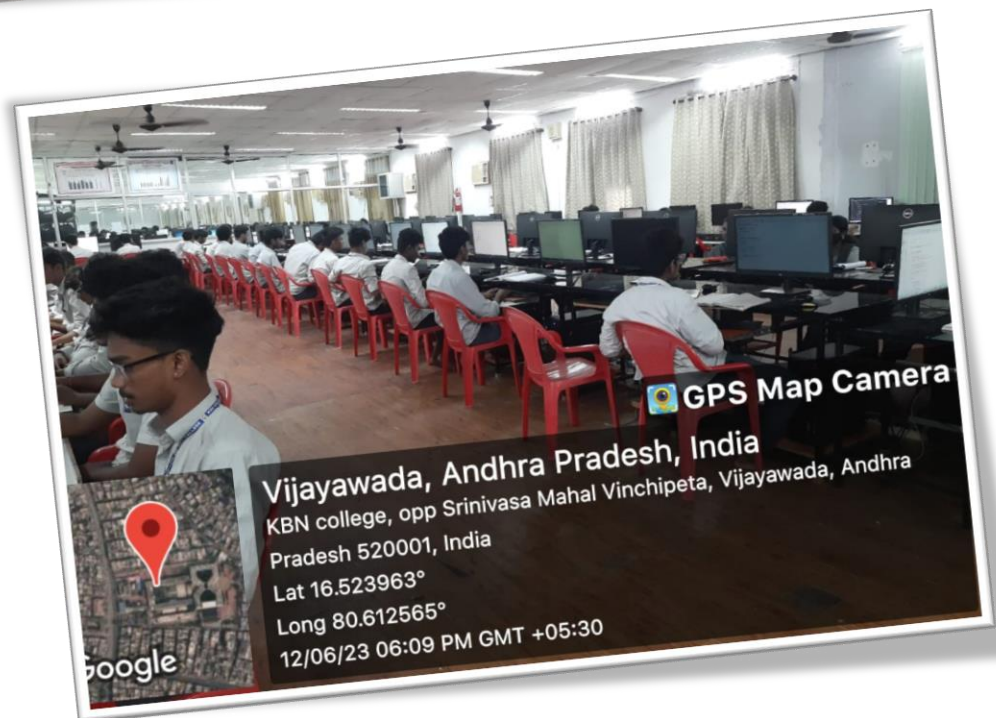 GPS Map Camera
Vijayawada, Andhra Pradesh, India
KBN college, opp Srinivasa Mahal Vinchipeta, Vijayawada, Andhra
Pradesh 520001, India
Lat 16.523963°
Long 80.612565°
12/06/23 06:09 PM GMT +05:30
Google